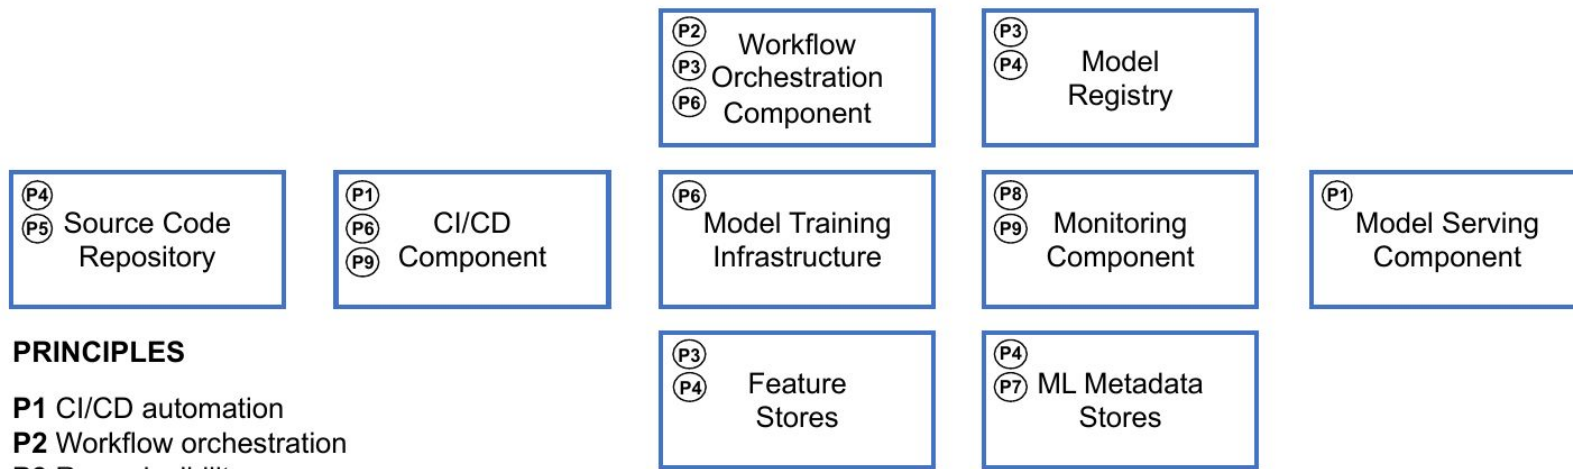 P2
P3
P6
Workflow
Orchestration
Component
P3
P4
Model
Registry
P4
P5
Source Code
Repository
P1
P6
P9
CI/CD
Component
P6
Model Training
Infrastructure
P8
P9
Monitoring
Component
P1
Model Serving
Component
PRINCIPLES
P1 CI/CD automation
P2 Workflow orchestration
P3
P4
Feature
Stores
P4
P7
ML Metadata
Stores